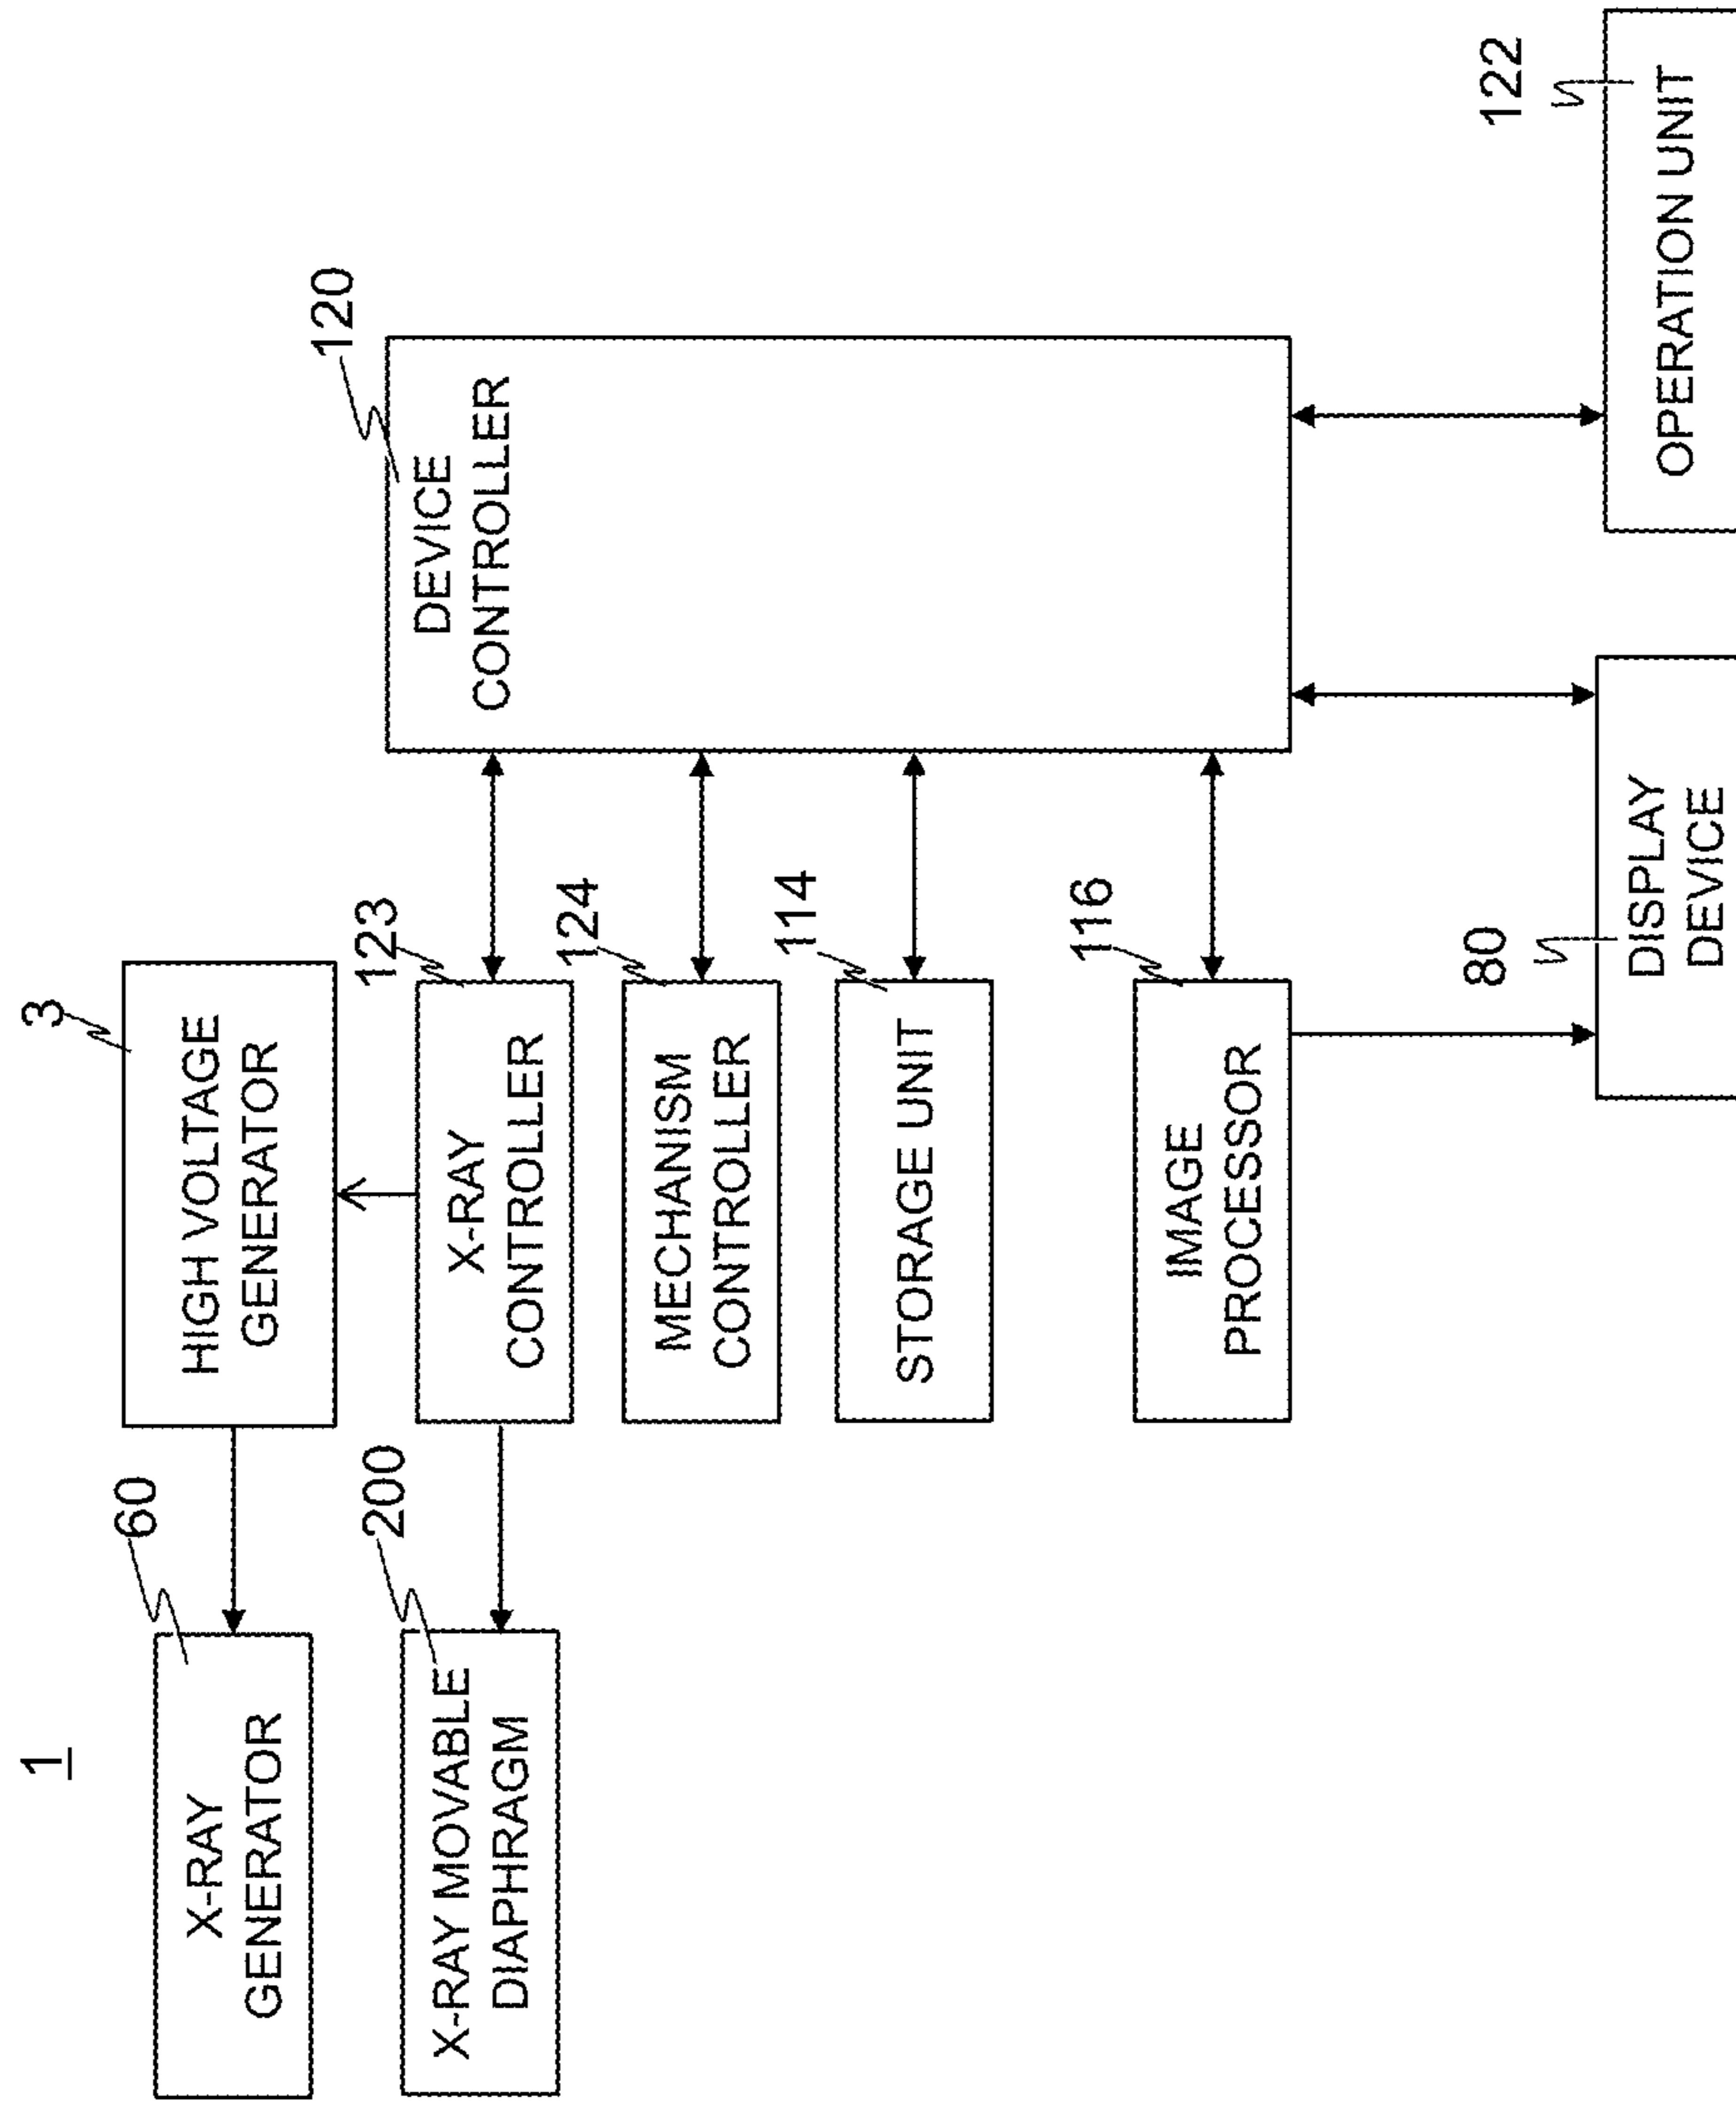 1
60
X-RAY
GENERATOR
3
HIGH VOLTAGE
GENERATOR
200
X-RAY MOVABLE
DIAPHRAGM
123
X-RAY
CONTROLLER
124
MECHANISM
CONTROLLER
114
STORAGE UNIT
116
IMAGE
PROCESSOR
120
DEVICE
CONTROLLER
80
DISPLAY
DEVICE
122
OPERATION UNIT